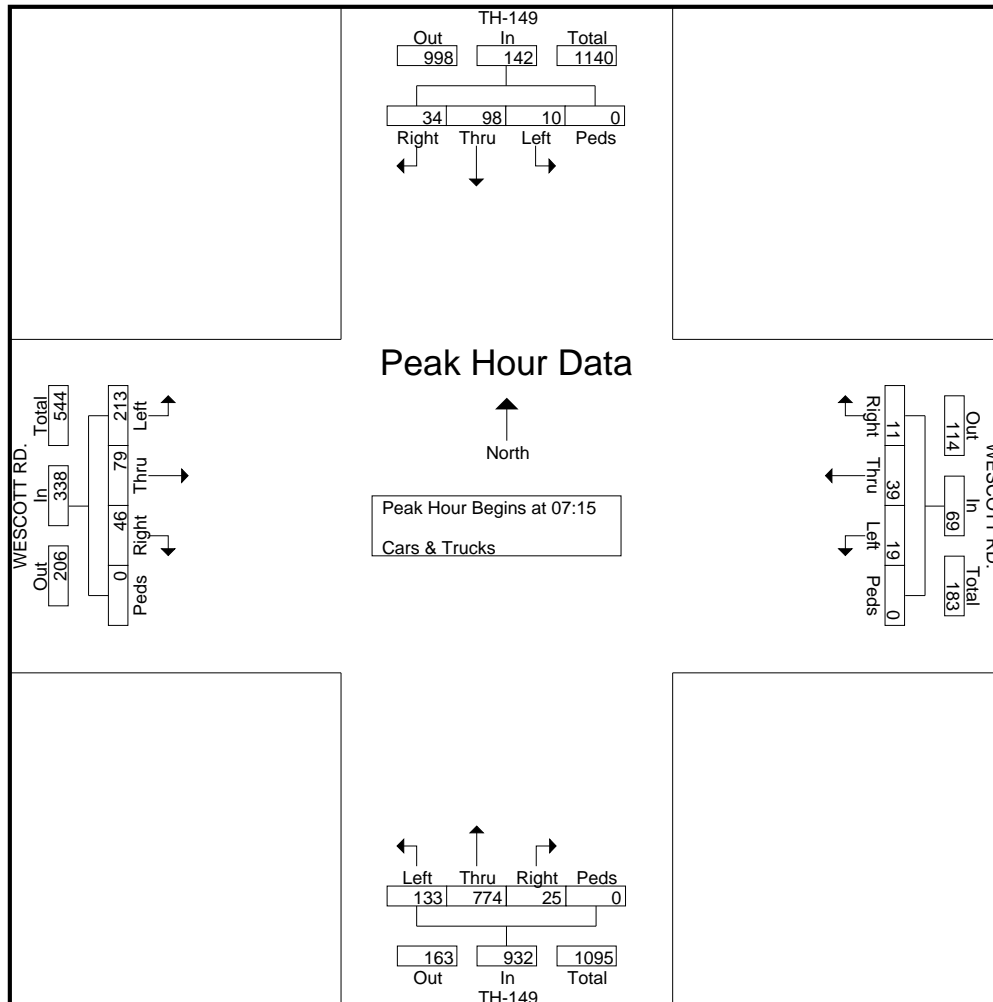 TH-149
Out In Total
998 142 1140
34 98 10 0
Right Thru Left Peds
Peak Hour Data
North
Peak Hour Begins at 07:15
Cars & Trucks
WESCOTT RD.
Out In Total
206 338 544
213 79 46 0
Left Thru Right Peds
WESCOTT RD.
Out In Total
114 69 183
11 39 19 0
Right Thru Left Peds
Left Thru Right Peds
133 774 25 0
163 932 1095
Out In Total
TH-149